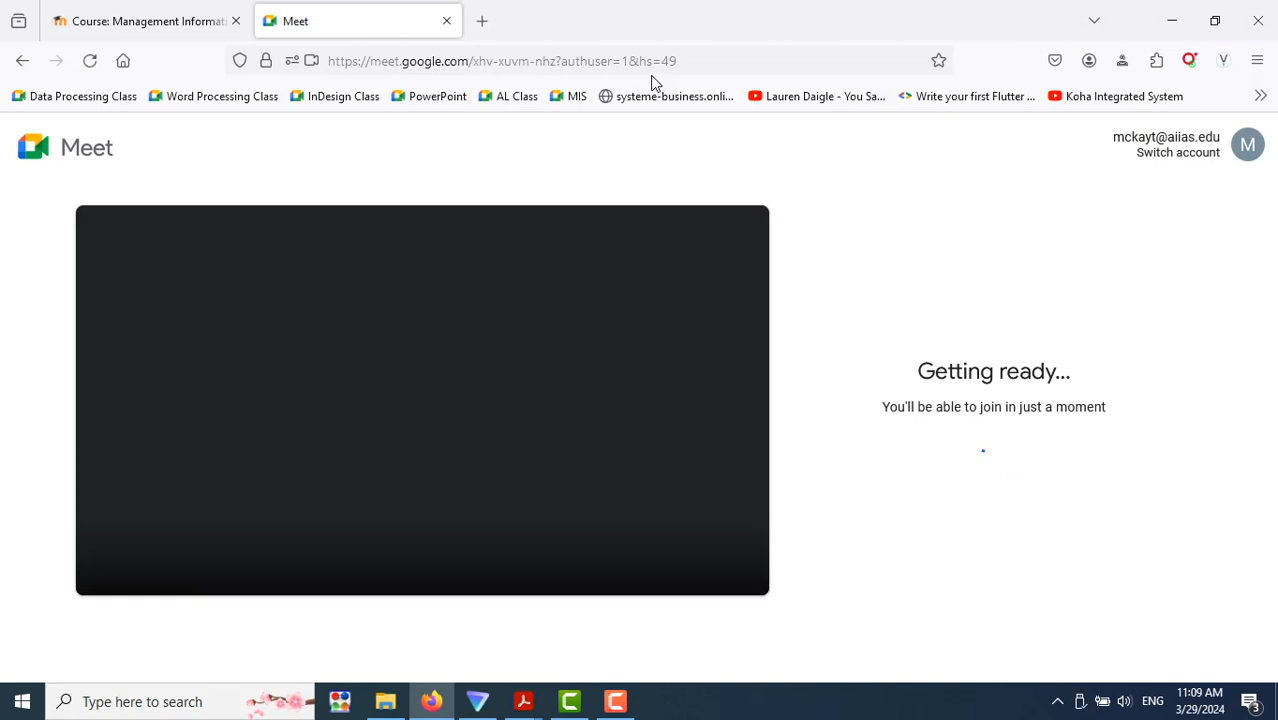 Course: Management Informati
Meet
https://meet.google.com/xhv-xuvm-nhz?authuser=1&hs=49
Data Processing Class
Word Processing Class
InDesign Class
PowerPoint
AL Class
MIS
systeme-business.onli...
Lauren Daigle - You Sa...
Write your first Flutter ...
Koha Integrated System
Meet
mckayt@aiias.edu
Switch account
M
Getting ready...
You'll be able to join in just a moment
Type here to search
ENG
11:09 AM
3/29/2024
3